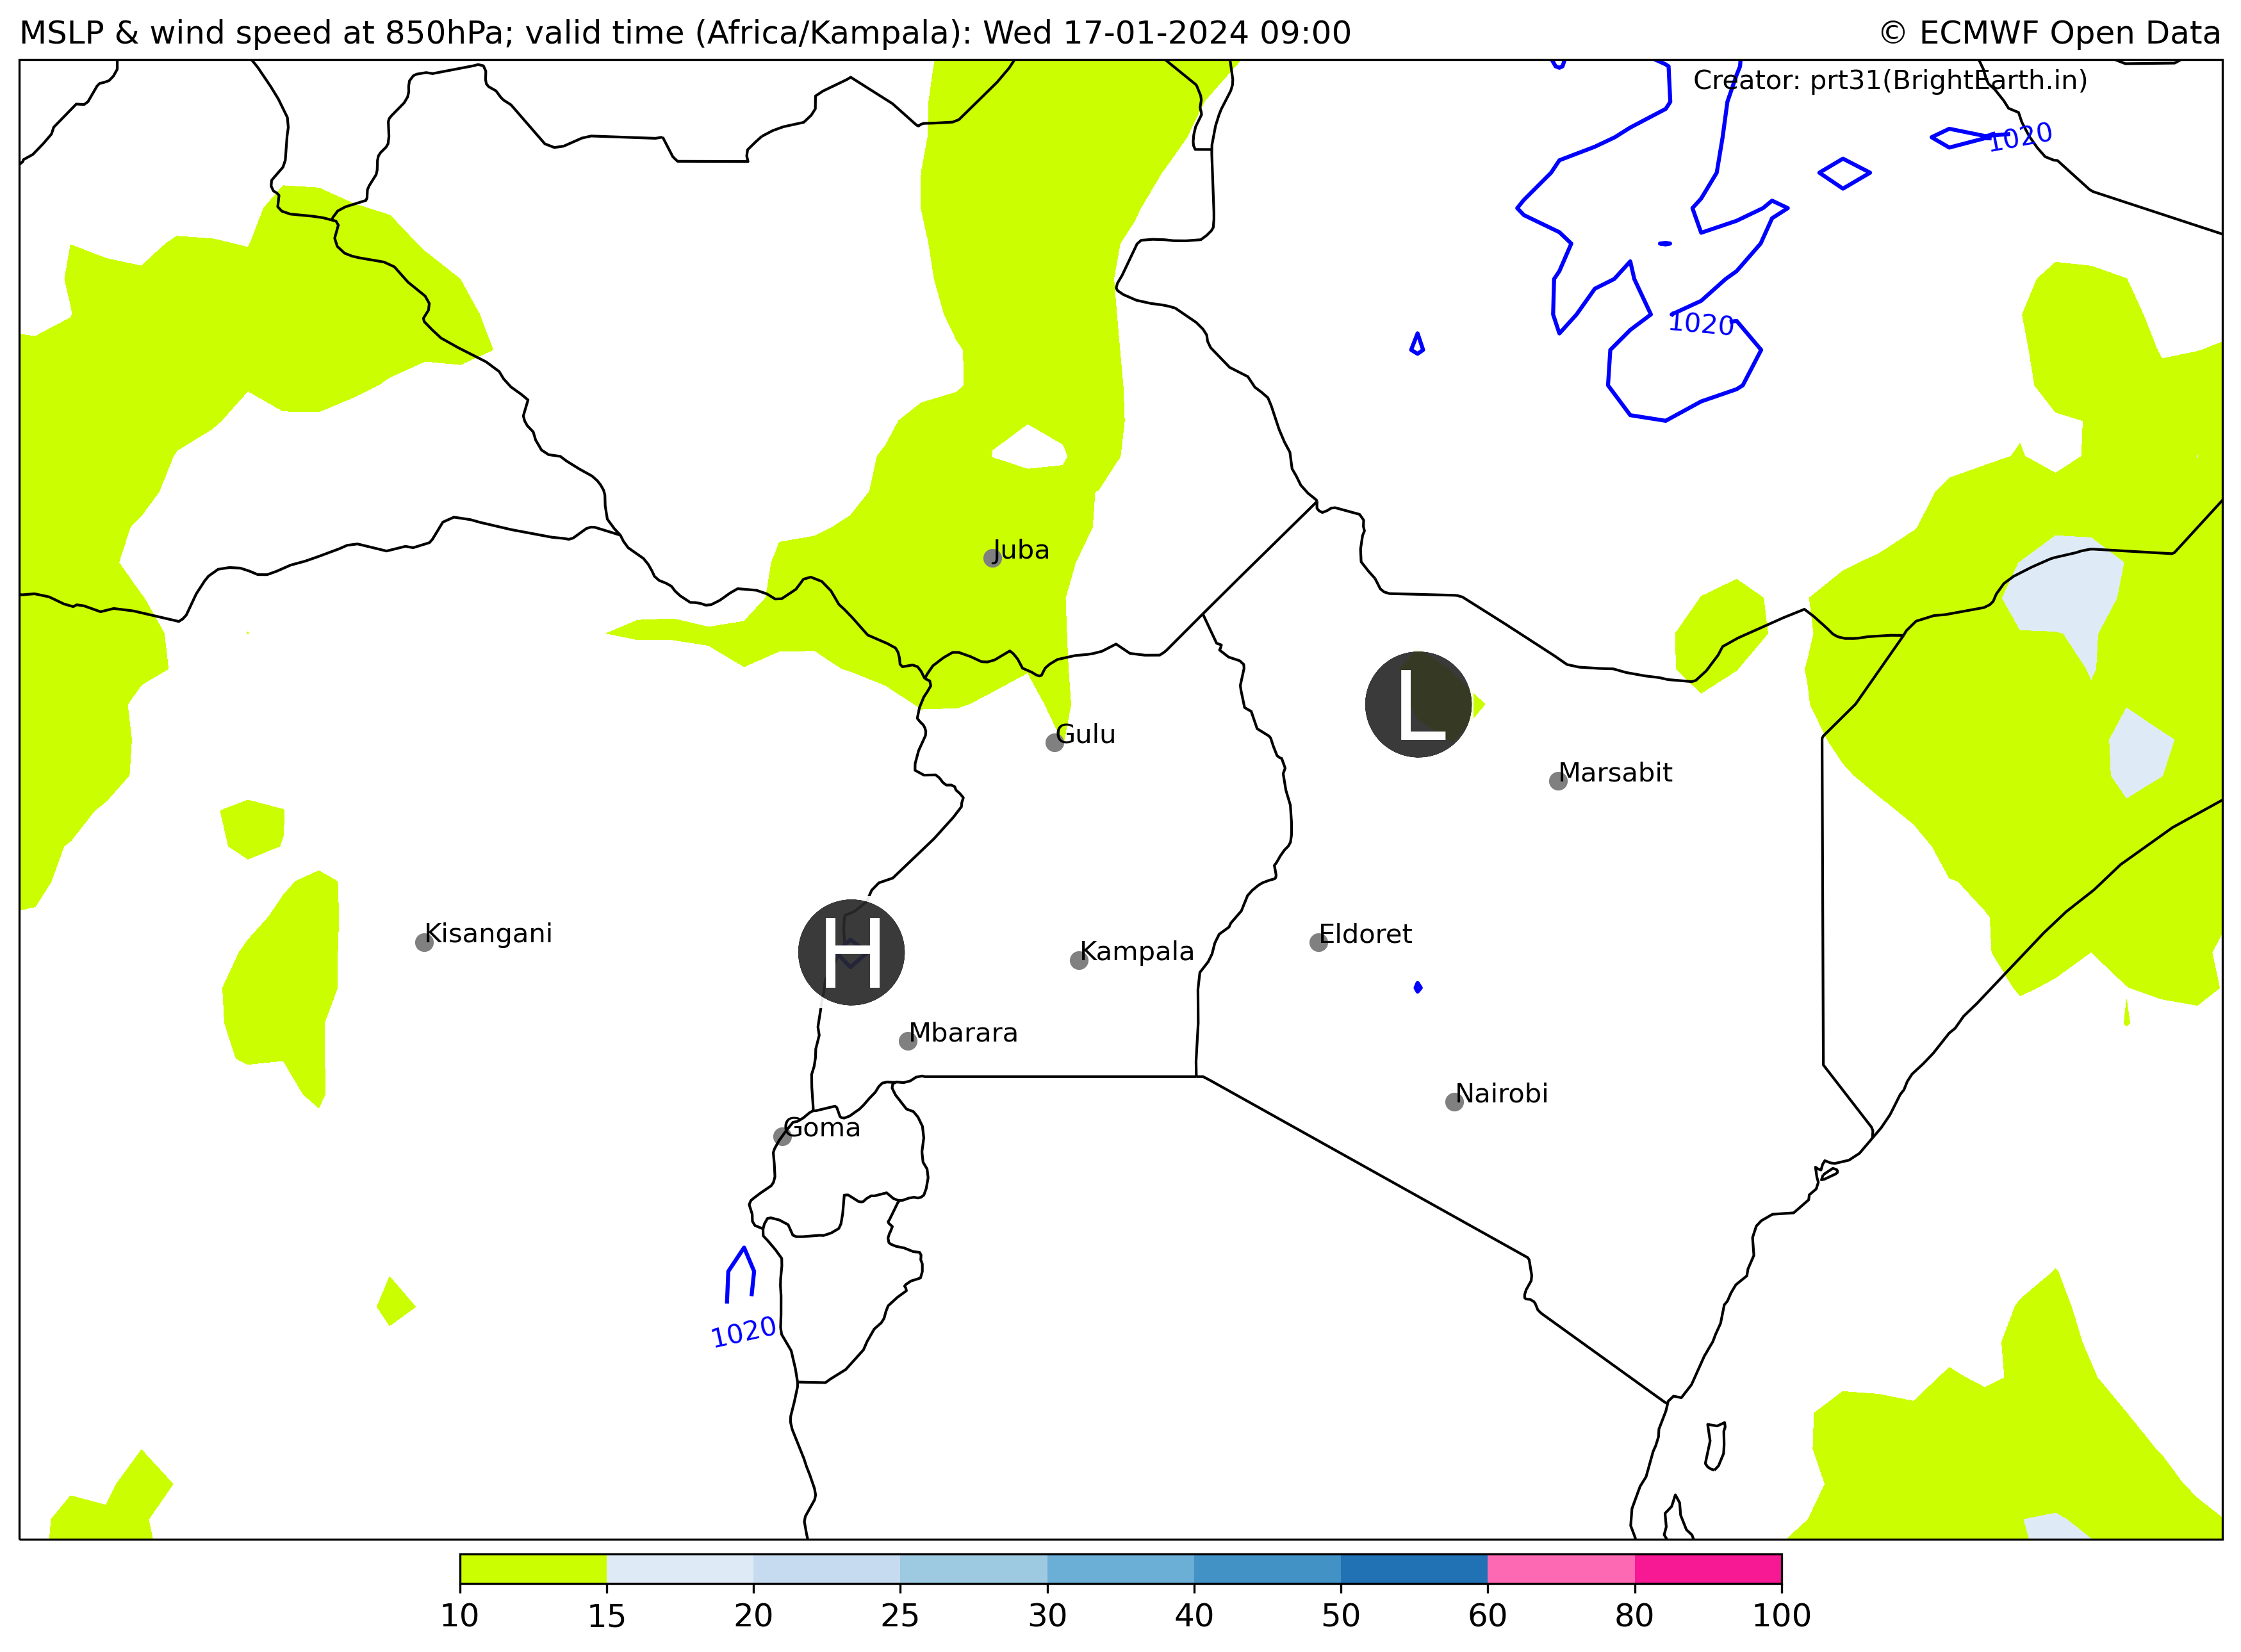 MSLP & wind speed at 850hPa; valid time (Africa/Kampala): Wed 17-01-2024 09:00
© ECMWF Open Data
Creator: prt31(BrightEarth.in)
1020
1020
Juba
L
Gulu
Marsabit
Kisangani
H
Kampala
Eldoret
Mbarara
Nairobi
Goma
1020
10 15 20 25 30 40 50 60 80 100